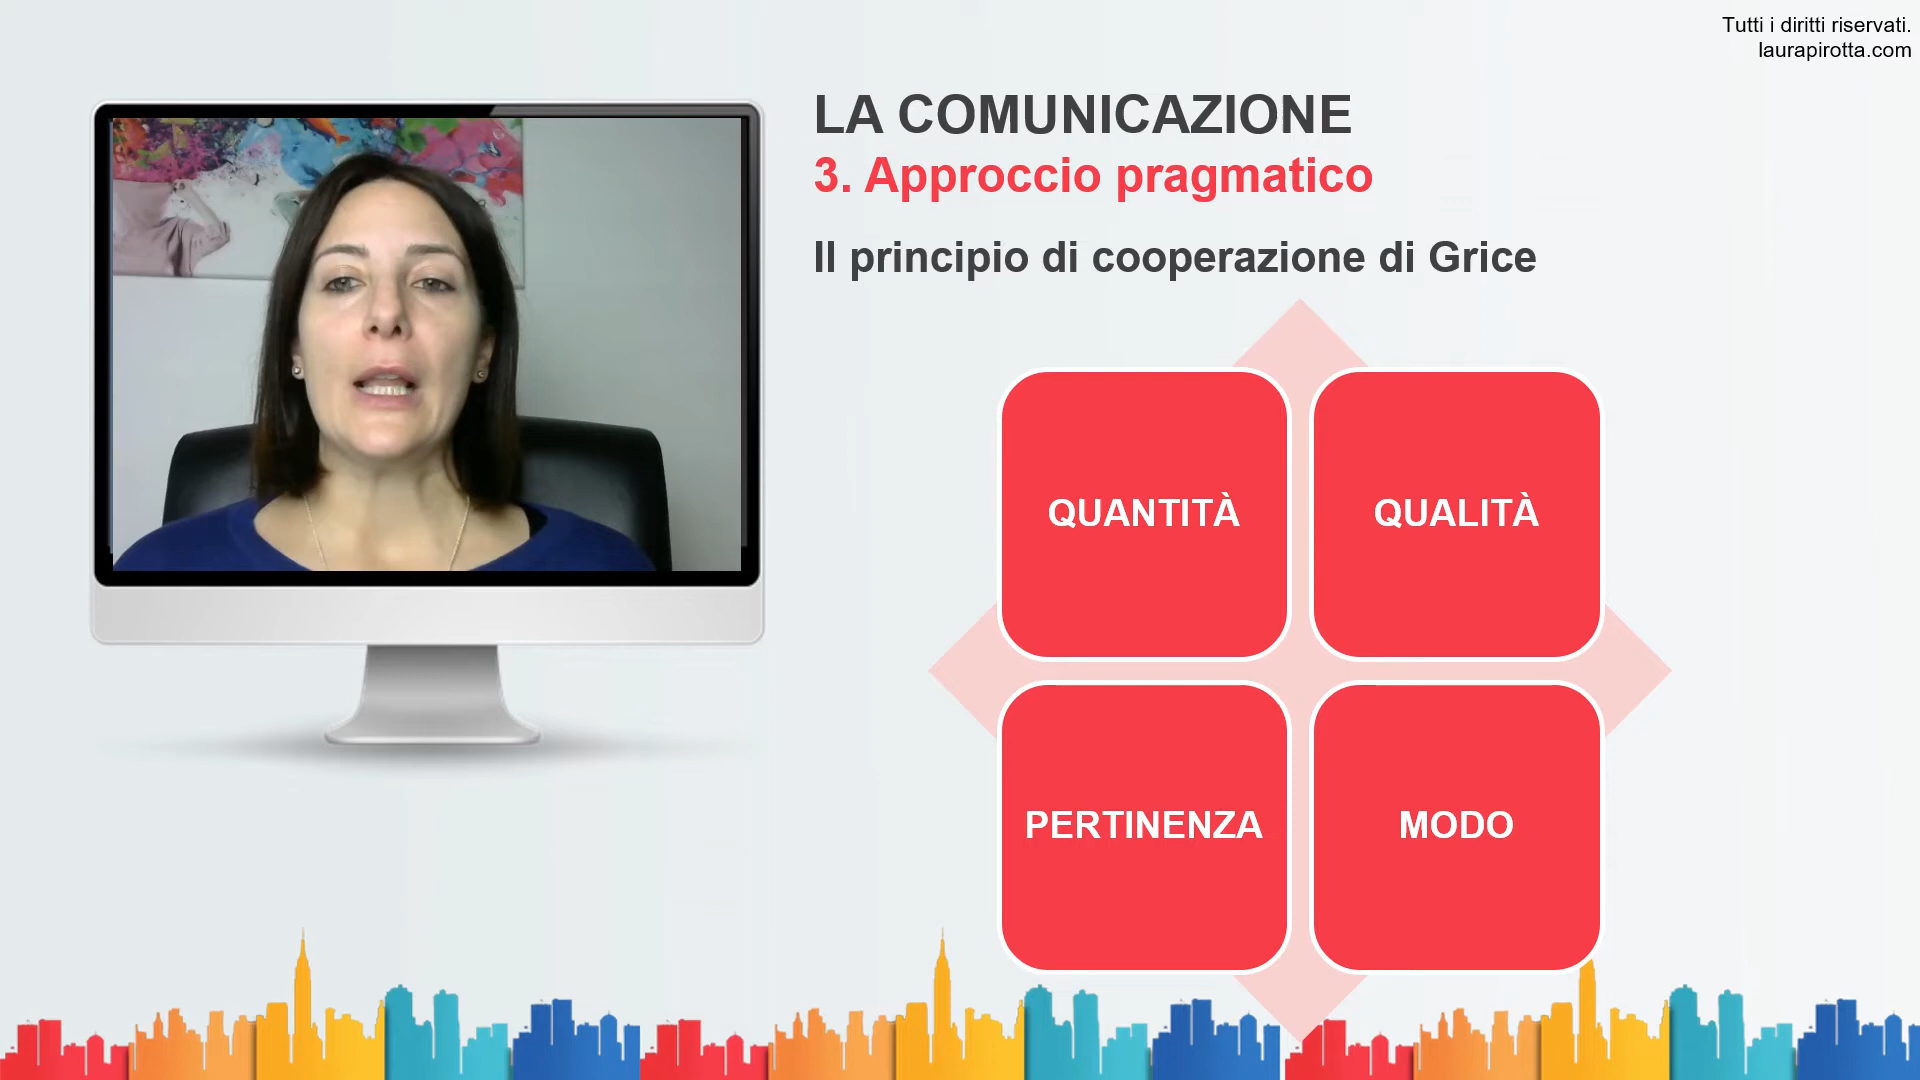 Tutti i diritti riservati.
laurapirotta.com
LA COMUNICAZIONE
3. Approccio pragmatico
Il principio di cooperazione di Grice
QUANTITÀ
QUALITÀ
PERTINENZA
MODO